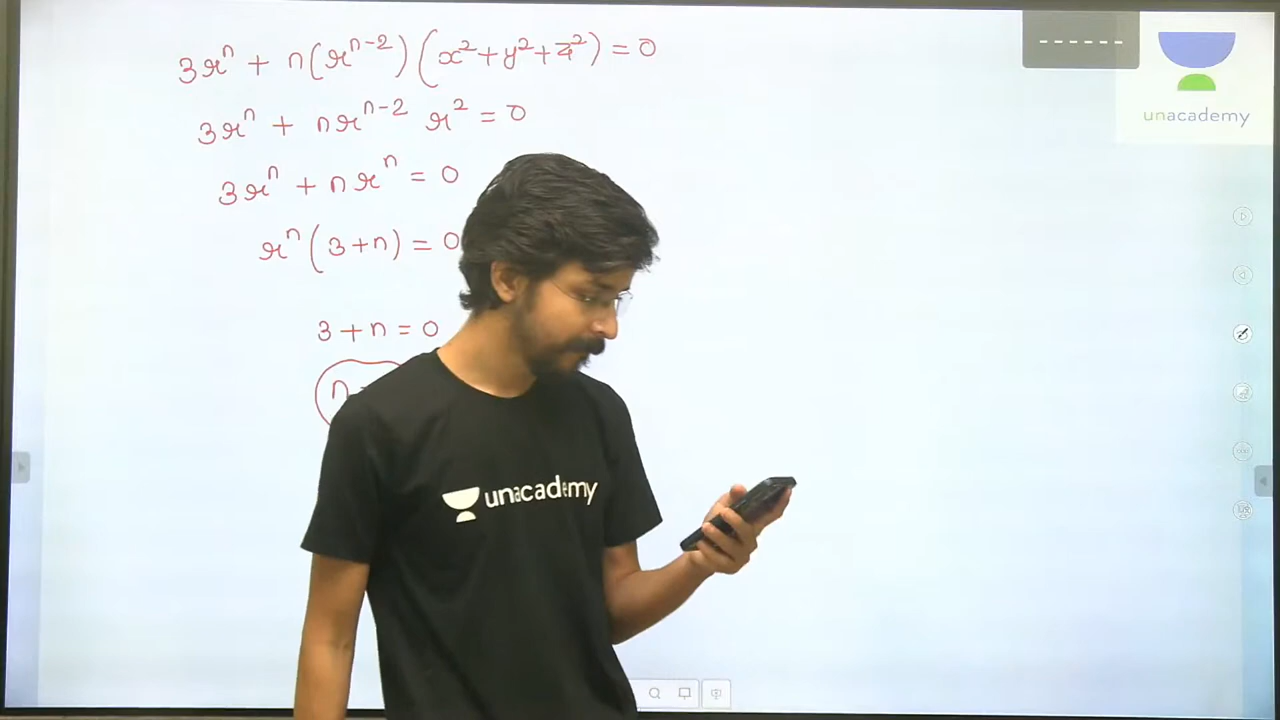 3r^n + n(r^{n-2})(x²+y²+z²) = 0
3r^n + nr^{n-2} r² = 0
3r^n + nr^n = 0
r^n(3+n) = 0
3+n = 0
n
unacademy
unacademy